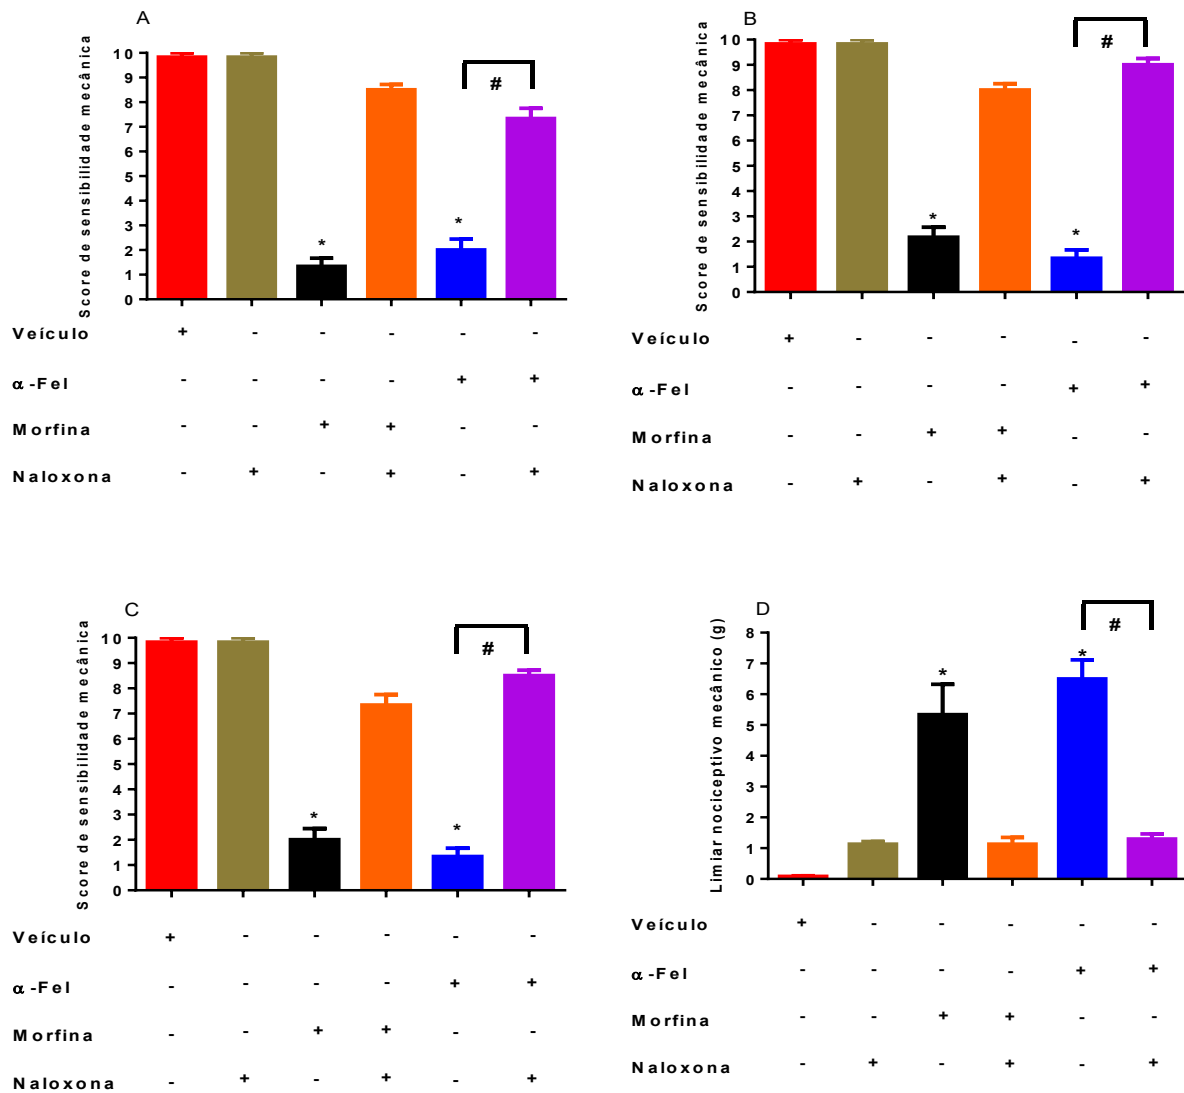 A
Score de sensibilidade mecânica
10
9
8
7
6
5
4
3
2
1
0
* * #
Veículo + - - - - -
α-Fel - - - - + +
Morfina - - + + - -
Naloxona - + - + - +
B
Score de sensibilidade mecânica
10
9
8
7
6
5
4
3
2
1
0
* * #
Veículo + - - - - -
α-Fel - - - - + +
Morfina - - + + - -
Naloxona - + - + - +
C
Score de sensibilidade mecânica
10
9
8
7
6
5
4
3
2
1
0
* * #
Veículo + - - - - -
α-Fel - - - - + +
Morfina - - + + - -
Naloxona - + - + - +
D
Limiar nociceptivo mecânico (g)
8
7
6
5
4
3
2
1
0
* * #
Veículo + - - - - -
α-Fel - - - - + +
Morfina - - + + - -
Naloxona - + - + - +